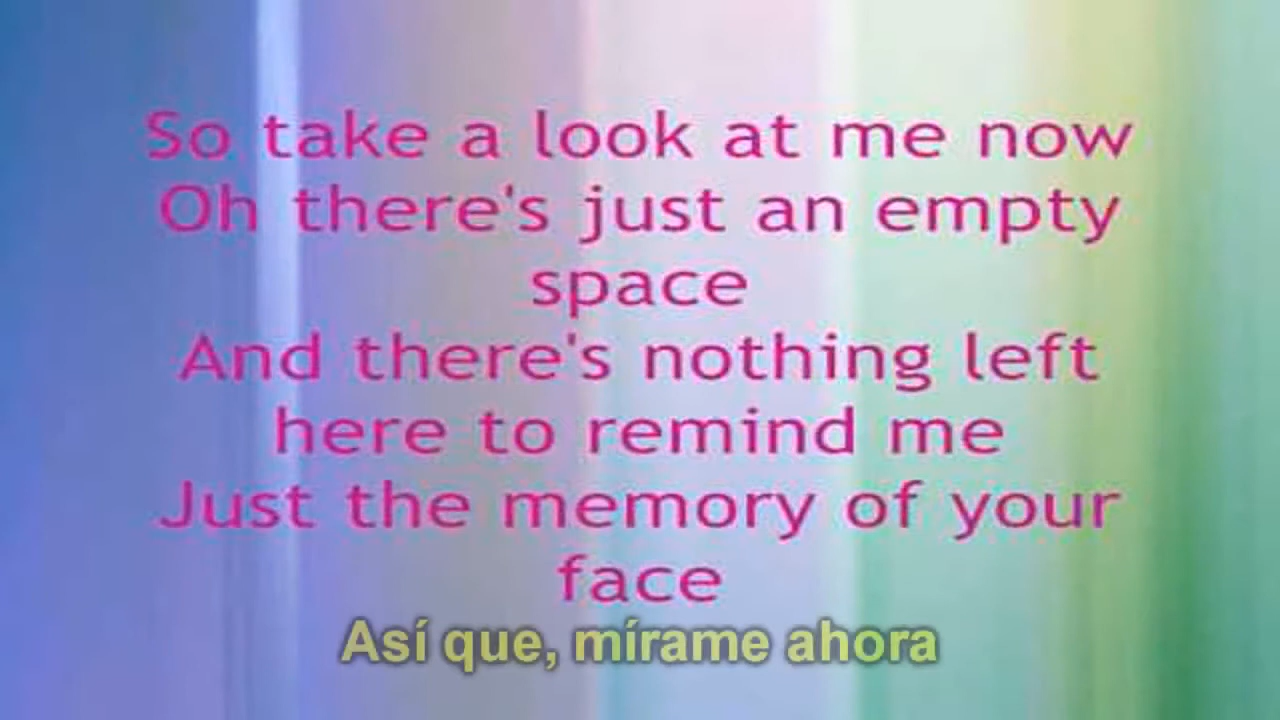 So take a look at me now
Oh there's just an empty
space
And there's nothing left
here to remind me
Just the memory of your
face
Así que, mírame ahora